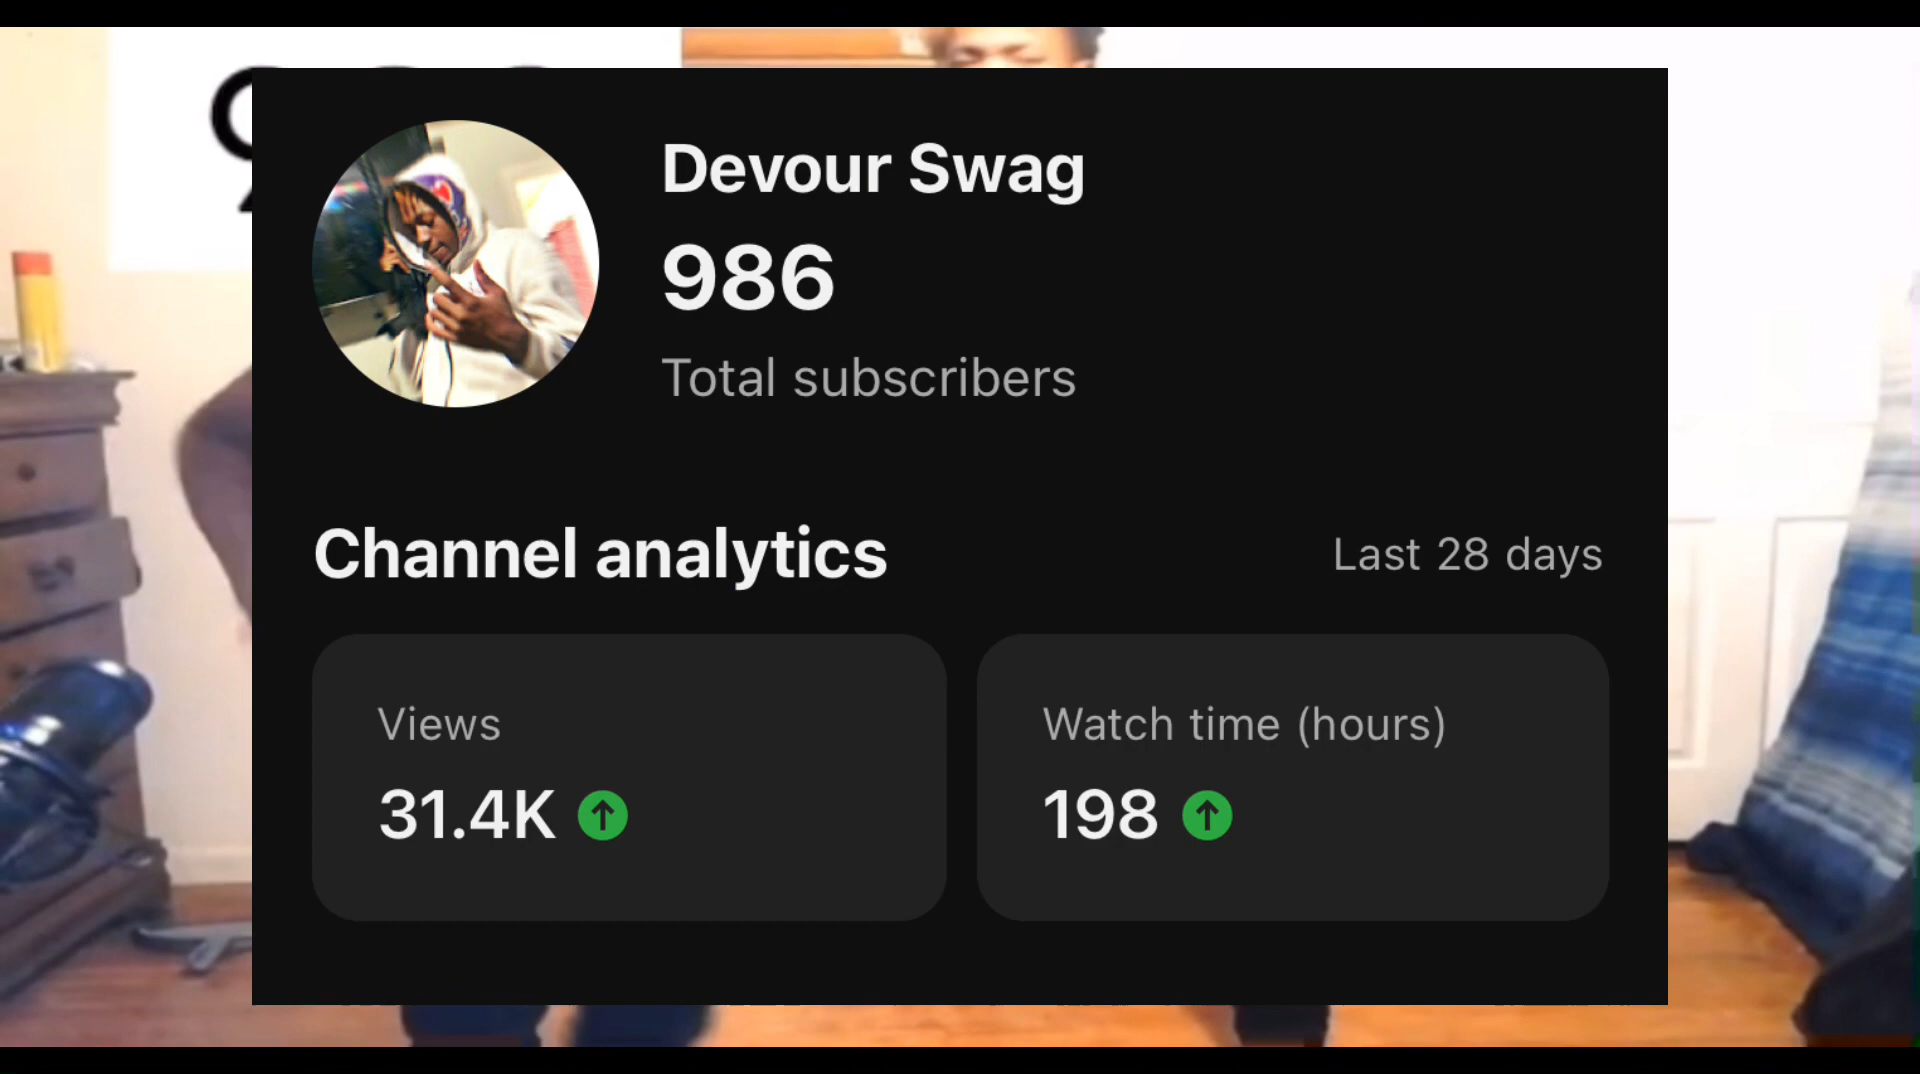 Devour Swag
986
Total subscribers
Channel analytics
Last 28 days
Views
31.4K
Watch time (hours)
198